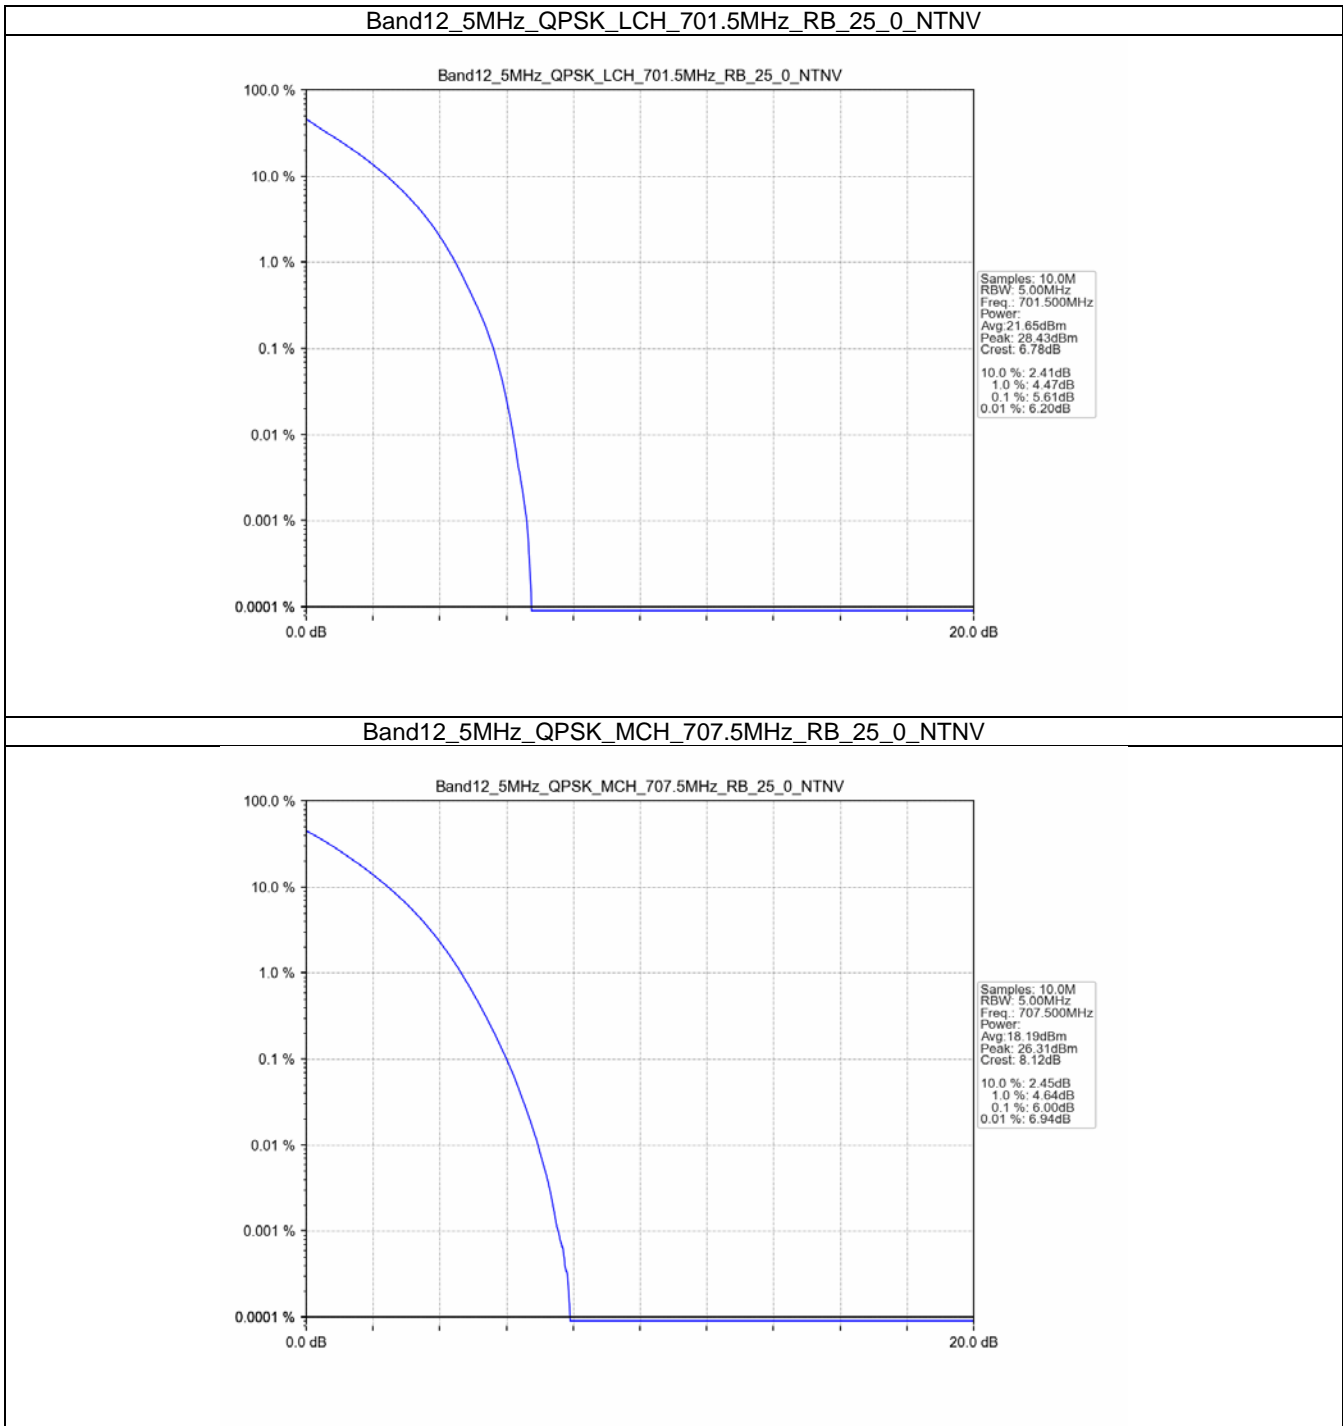 Band12_5MHz_QPSK_LCH_701.5MHz_RB_25_0_NTNV
Band12_5MHz_QPSK_LCH_701.5MHz_RB_25_0_NTNV
100.0 %
10.0 %
1.0 %
0.1 %
0.01 %
0.001 %
0.0001 %
0.0 dB
20.0 dB
Samples: 10.0M
RBW: 5.00MHz
Freq.: 701.500MHz
Power:
Avg:21.65dBm
Peak: 28.43dBm
Crest: 6.78dB
10.0 %: 2.41dB
1.0 %: 4.47dB
0.1 %: 5.61dB
0.01 %: 6.20dB
Band12_5MHz_QPSK_MCH_707.5MHz_RB_25_0_NTNV
Band12_5MHz_QPSK_MCH_707.5MHz_RB_25_0_NTNV
100.0 %
10.0 %
1.0 %
0.1 %
0.01 %
0.001 %
0.0001 %
0.0 dB
20.0 dB
Samples: 10.0M
RBW: 5.00MHz
Freq.: 707.500MHz
Power:
Avg:18.19dBm
Peak: 26.31dBm
Crest: 8.12dB
10.0 %: 2.45dB
1.0 %: 4.64dB
0.1 %: 6.00dB
0.01 %: 6.94dB